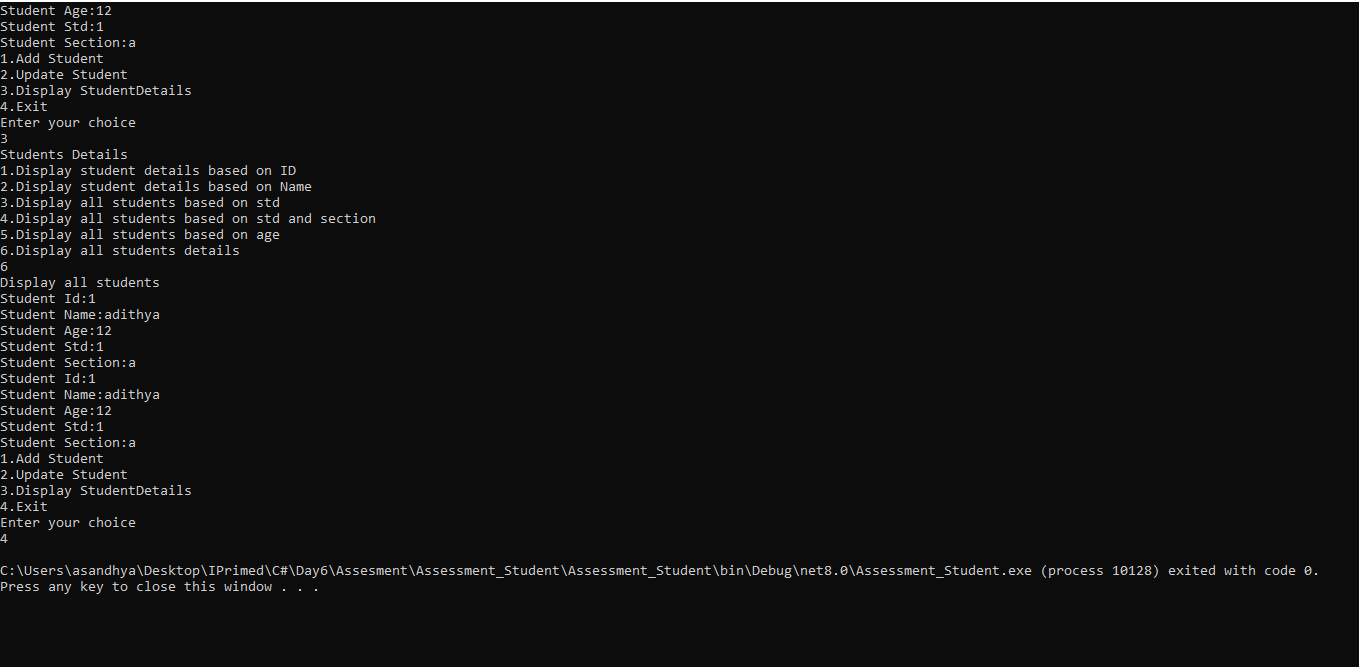 Student Age:12
Student Std:1
Student Section:a
1.Add Student
2.Update Student
3.Display StudentDetails
4.Exit
Enter your choice
3
Students Details
1.Display student details based on ID
2.Display student details based on Name
3.Display all students based on std
4.Display all students based on std and section
5.Display all students based on age
6.Display all students details
6
Display all students
Student Id:1
Student Name:adithya
Student Age:12
Student Std:1
Student Section:a
Student Id:1
Student Name:adithya
Student Age:12
Student Std:1
Student Section:a
1.Add Student
2.Update Student
3.Display StudentDetails
4.Exit
Enter your choice
4
C:\Users\asandhya\Desktop\IPrimed\C#\Day6\Assesment\Assessment_Student\Assessment_Student\bin\Debug\net8.0\Assessment_Student.exe (process 10128) exited with code 0.
Press any key to close this window . . .